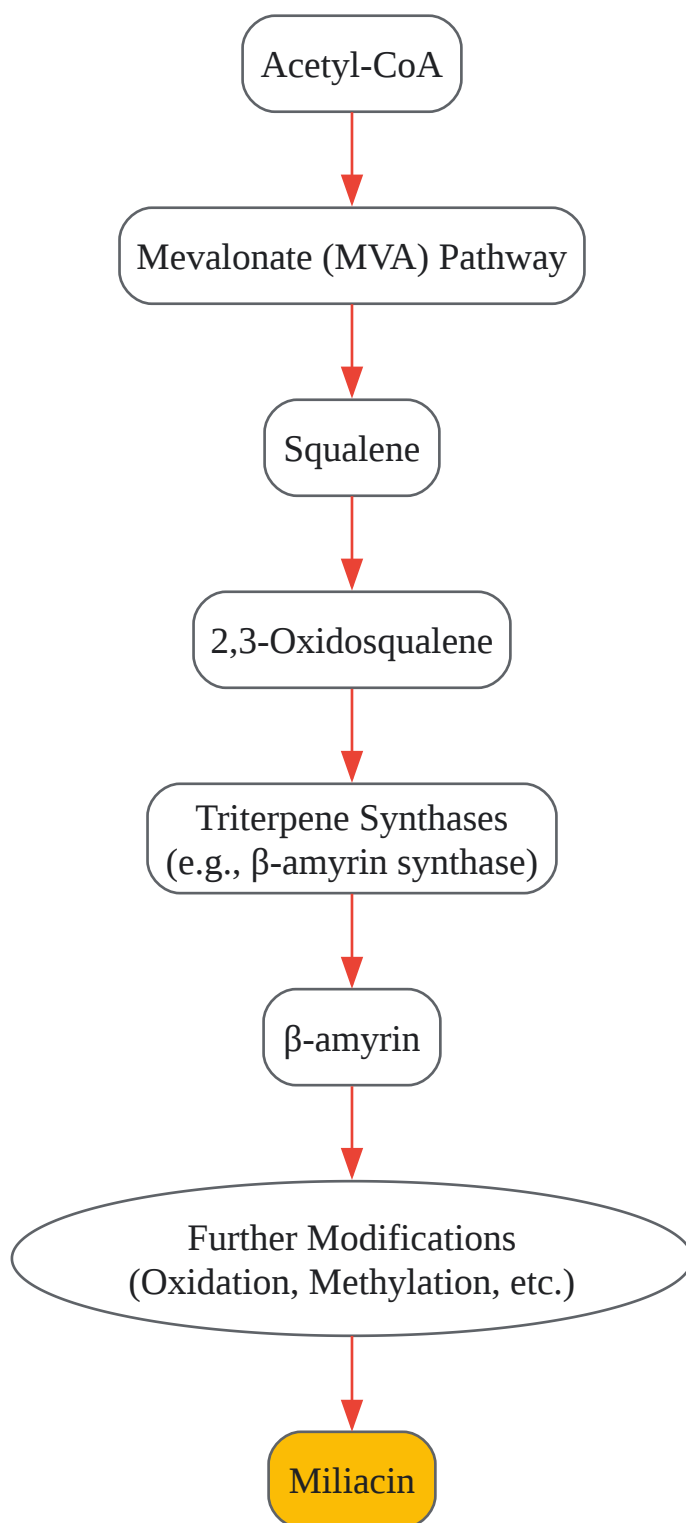 Acetyl-CoA
Mevalonate (MVA) Pathway
Squalene
2,3-Oxidosqualene
Triterpene Synthases
(e.g., β-amyrin synthase)
β-amyrin
Further Modifications
(Oxidation, Methylation, etc.)
Miliacin